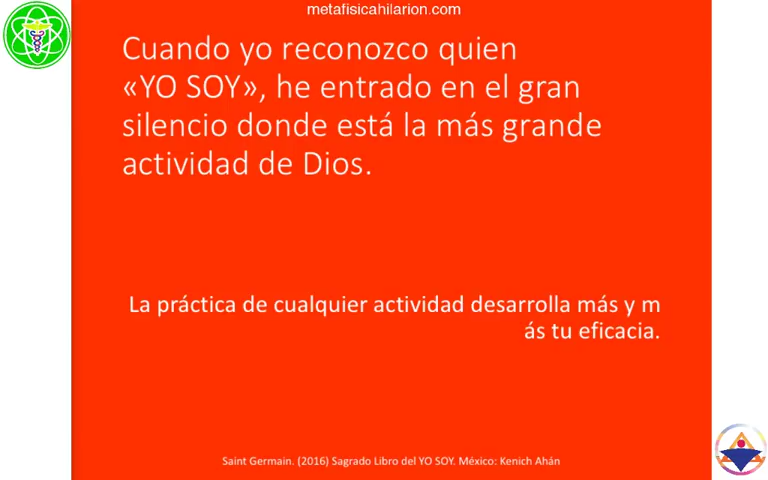 metafisicahilarion.com
Cuando yo reconozco quien
«YO SOY», he entrado en el gran
silencio donde está la más grande
actividad de Dios.
La práctica de cualquier actividad desarrolla más y m
ás tu eficacia.
Saint Germain. (2016) Sagrado Libro del YO SOY. México: Kenich Ahán